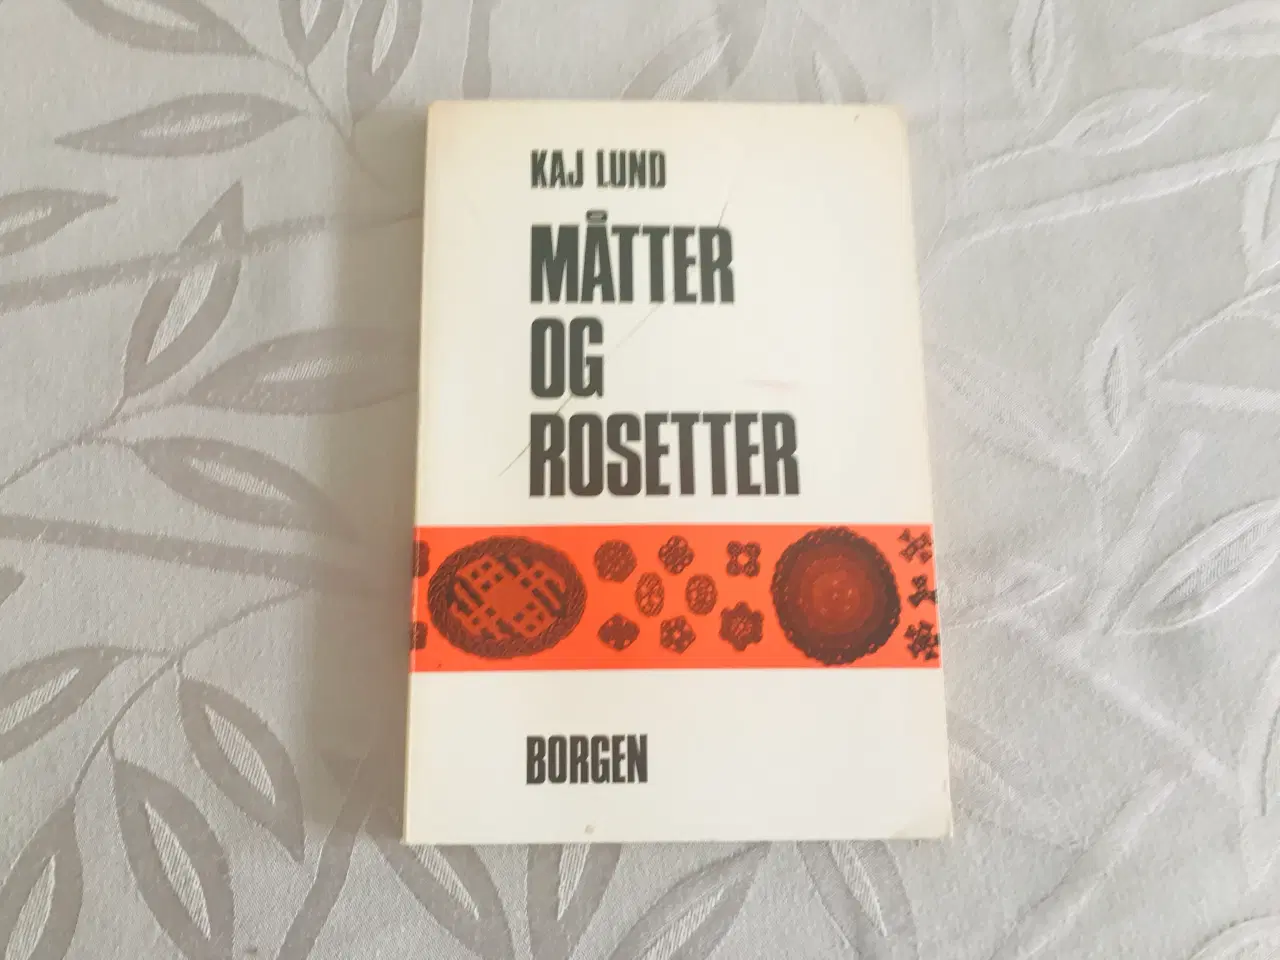 KAJ LUND
MÅTTER
OG
ROSETTER
BORGEN